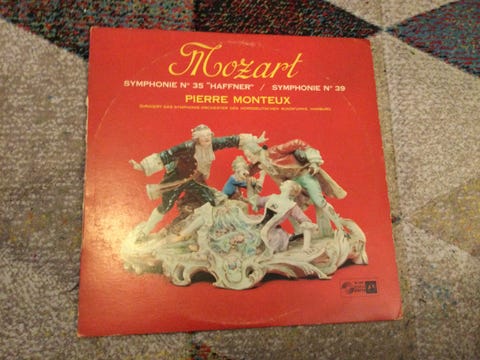 Mozart
SYMPHONIE N° 35 "HAFFNER" / SYMPHONIE N° 39
PIERRE MONTEUX
DIRIGIERT DAS SYMPHONIE-ORCHESTER DES NORDDEUTSCHEN RUNDFUNKS, HAMBURG